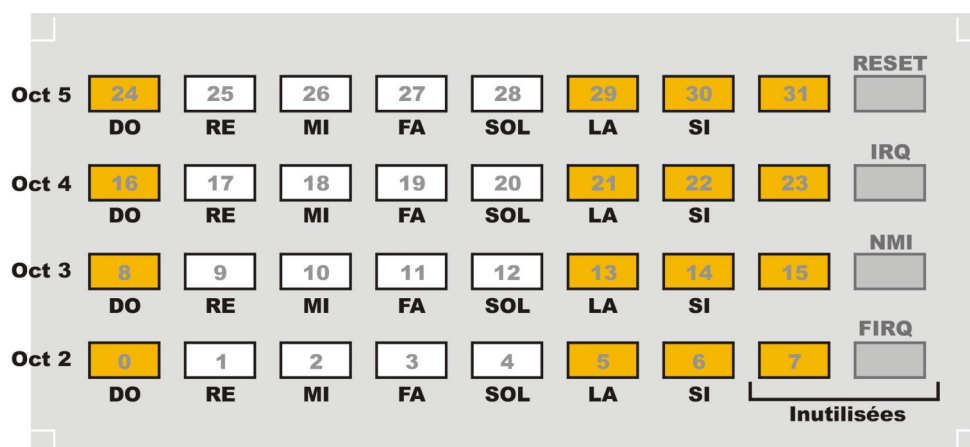 RESET
Oct 5 24 25 26 27 28 29 30 31
DO RE MI FA SOL LA SI
IRQ
Oct 4 16 17 18 19 20 21 22 23
DO RE MI FA SOL LA SI
NMI
Oct 3 8 9 10 11 12 13 14 15
DO RE MI FA SOL LA SI
FIRQ
Oct 2 0 1 2 3 4 5 6 7
DO RE MI FA SOL LA SI
Inutilisées